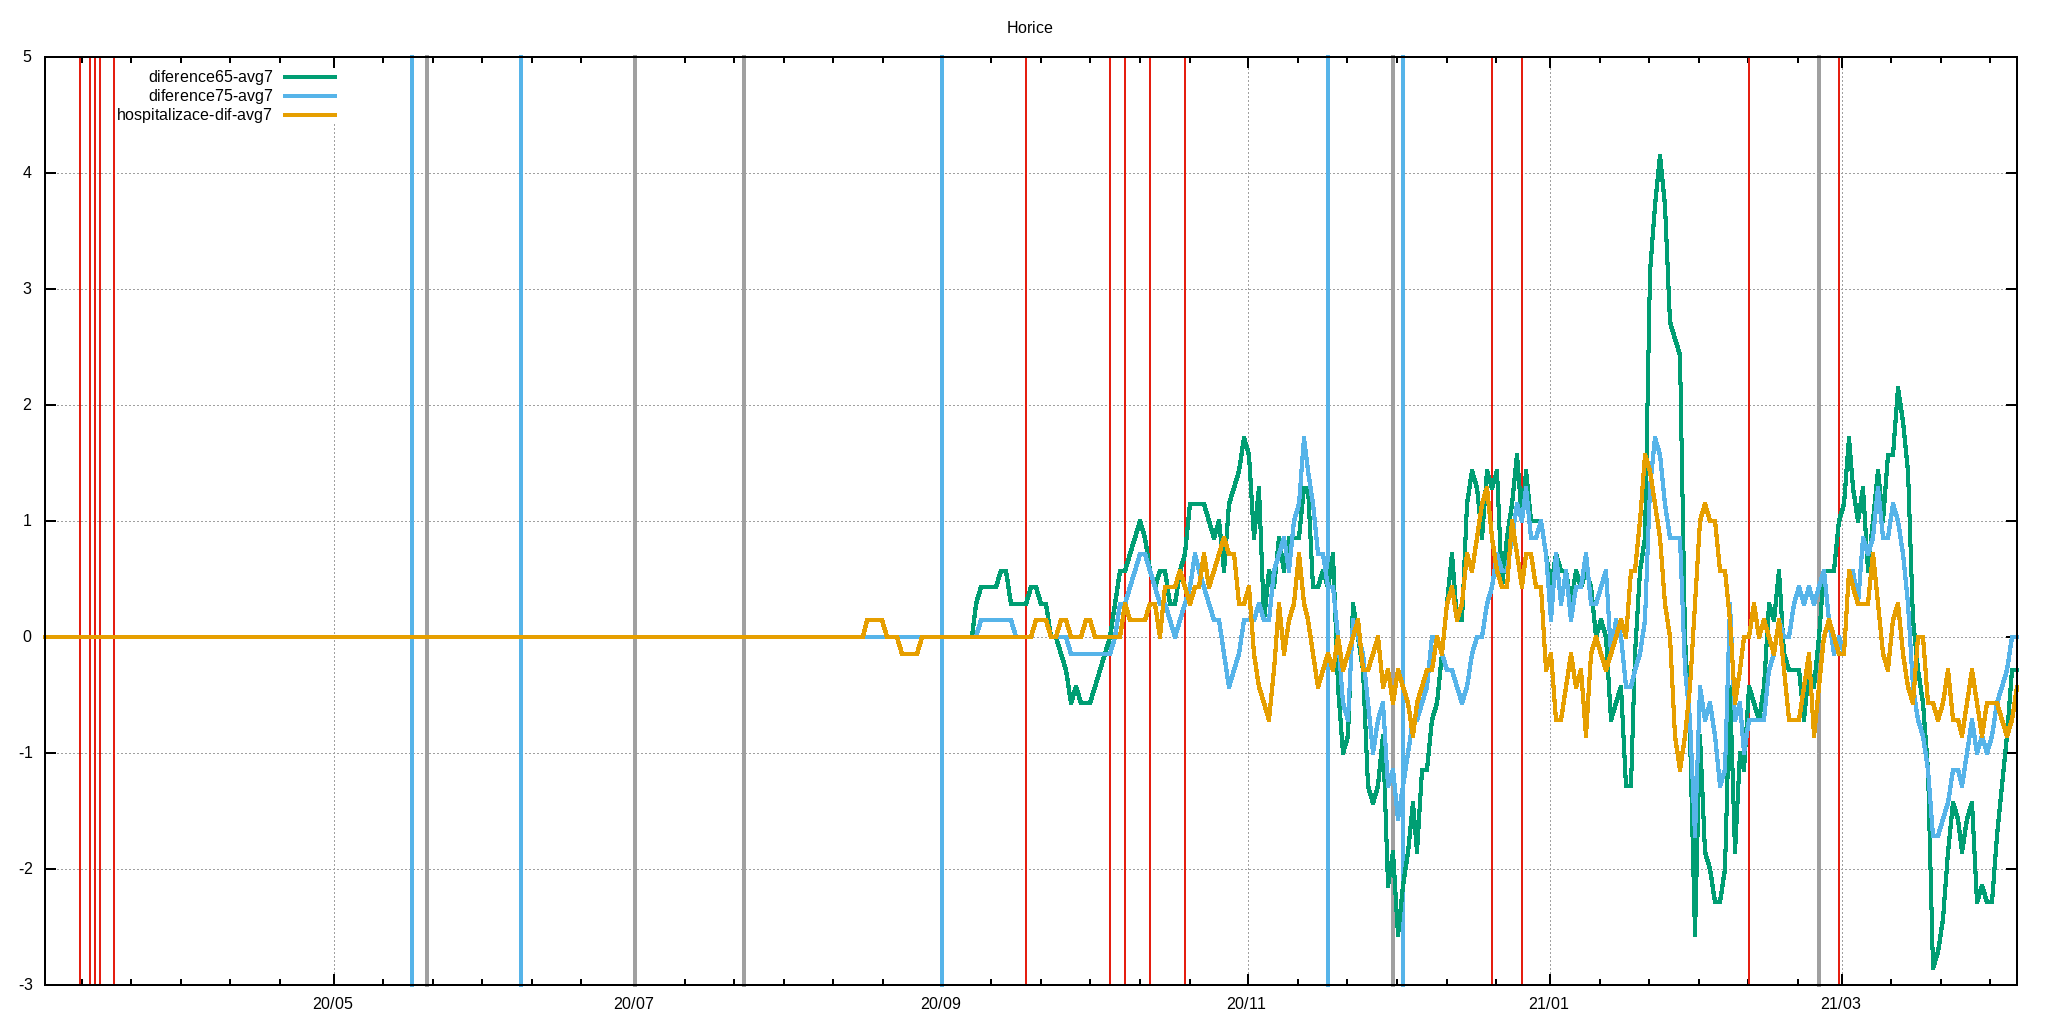 Horice
diference65-avg7
diference75-avg7
hospitalizace-dif-avg7
5
4
3
2
1
0
-1
-2
-3
20/05 20/07 20/09 20/11 21/01 21/03